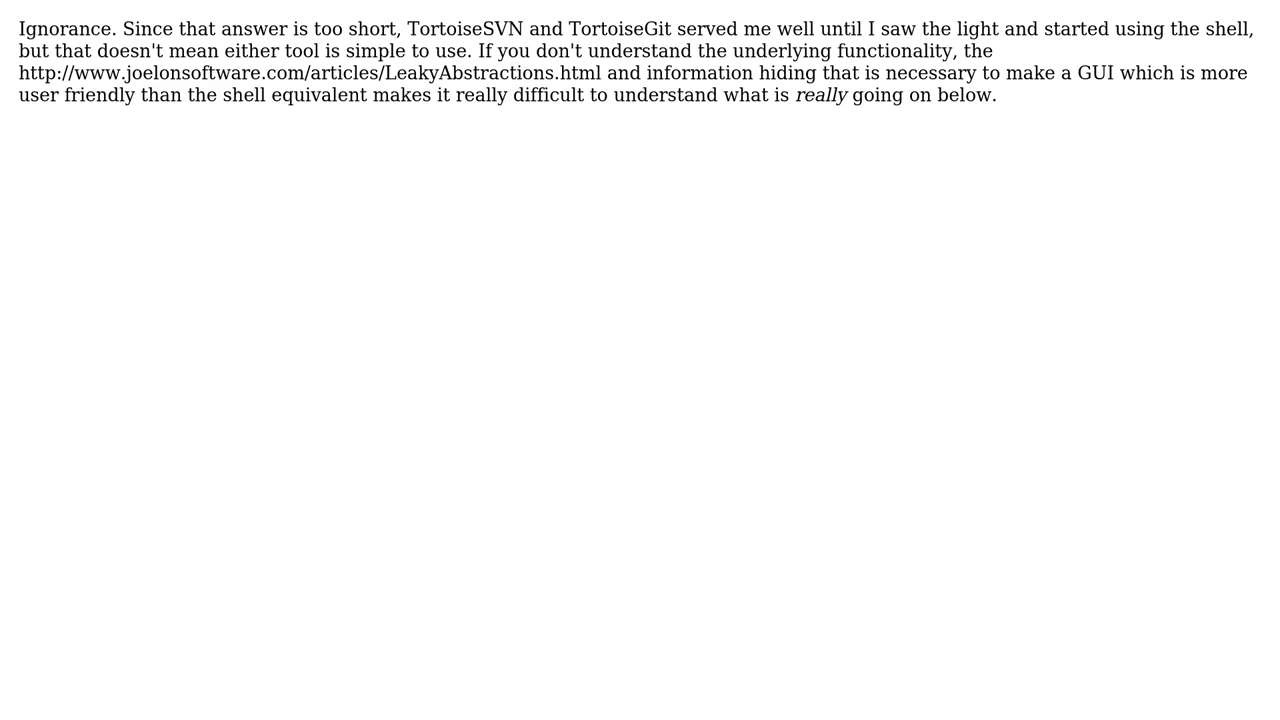 Ignorance. Since that answer is too short, TortoiseSVN and TortoiseGit served me well until I saw the light and started using the shell,
but that doesn't mean either tool is simple to use. If you don't understand the underlying functionality, the
http://www.joelonsoftware.com/articles/LeakyAbstractions.html and information hiding that is necessary to make a GUI which is more
user friendly than the shell equivalent makes it really difficult to understand what is really going on below.